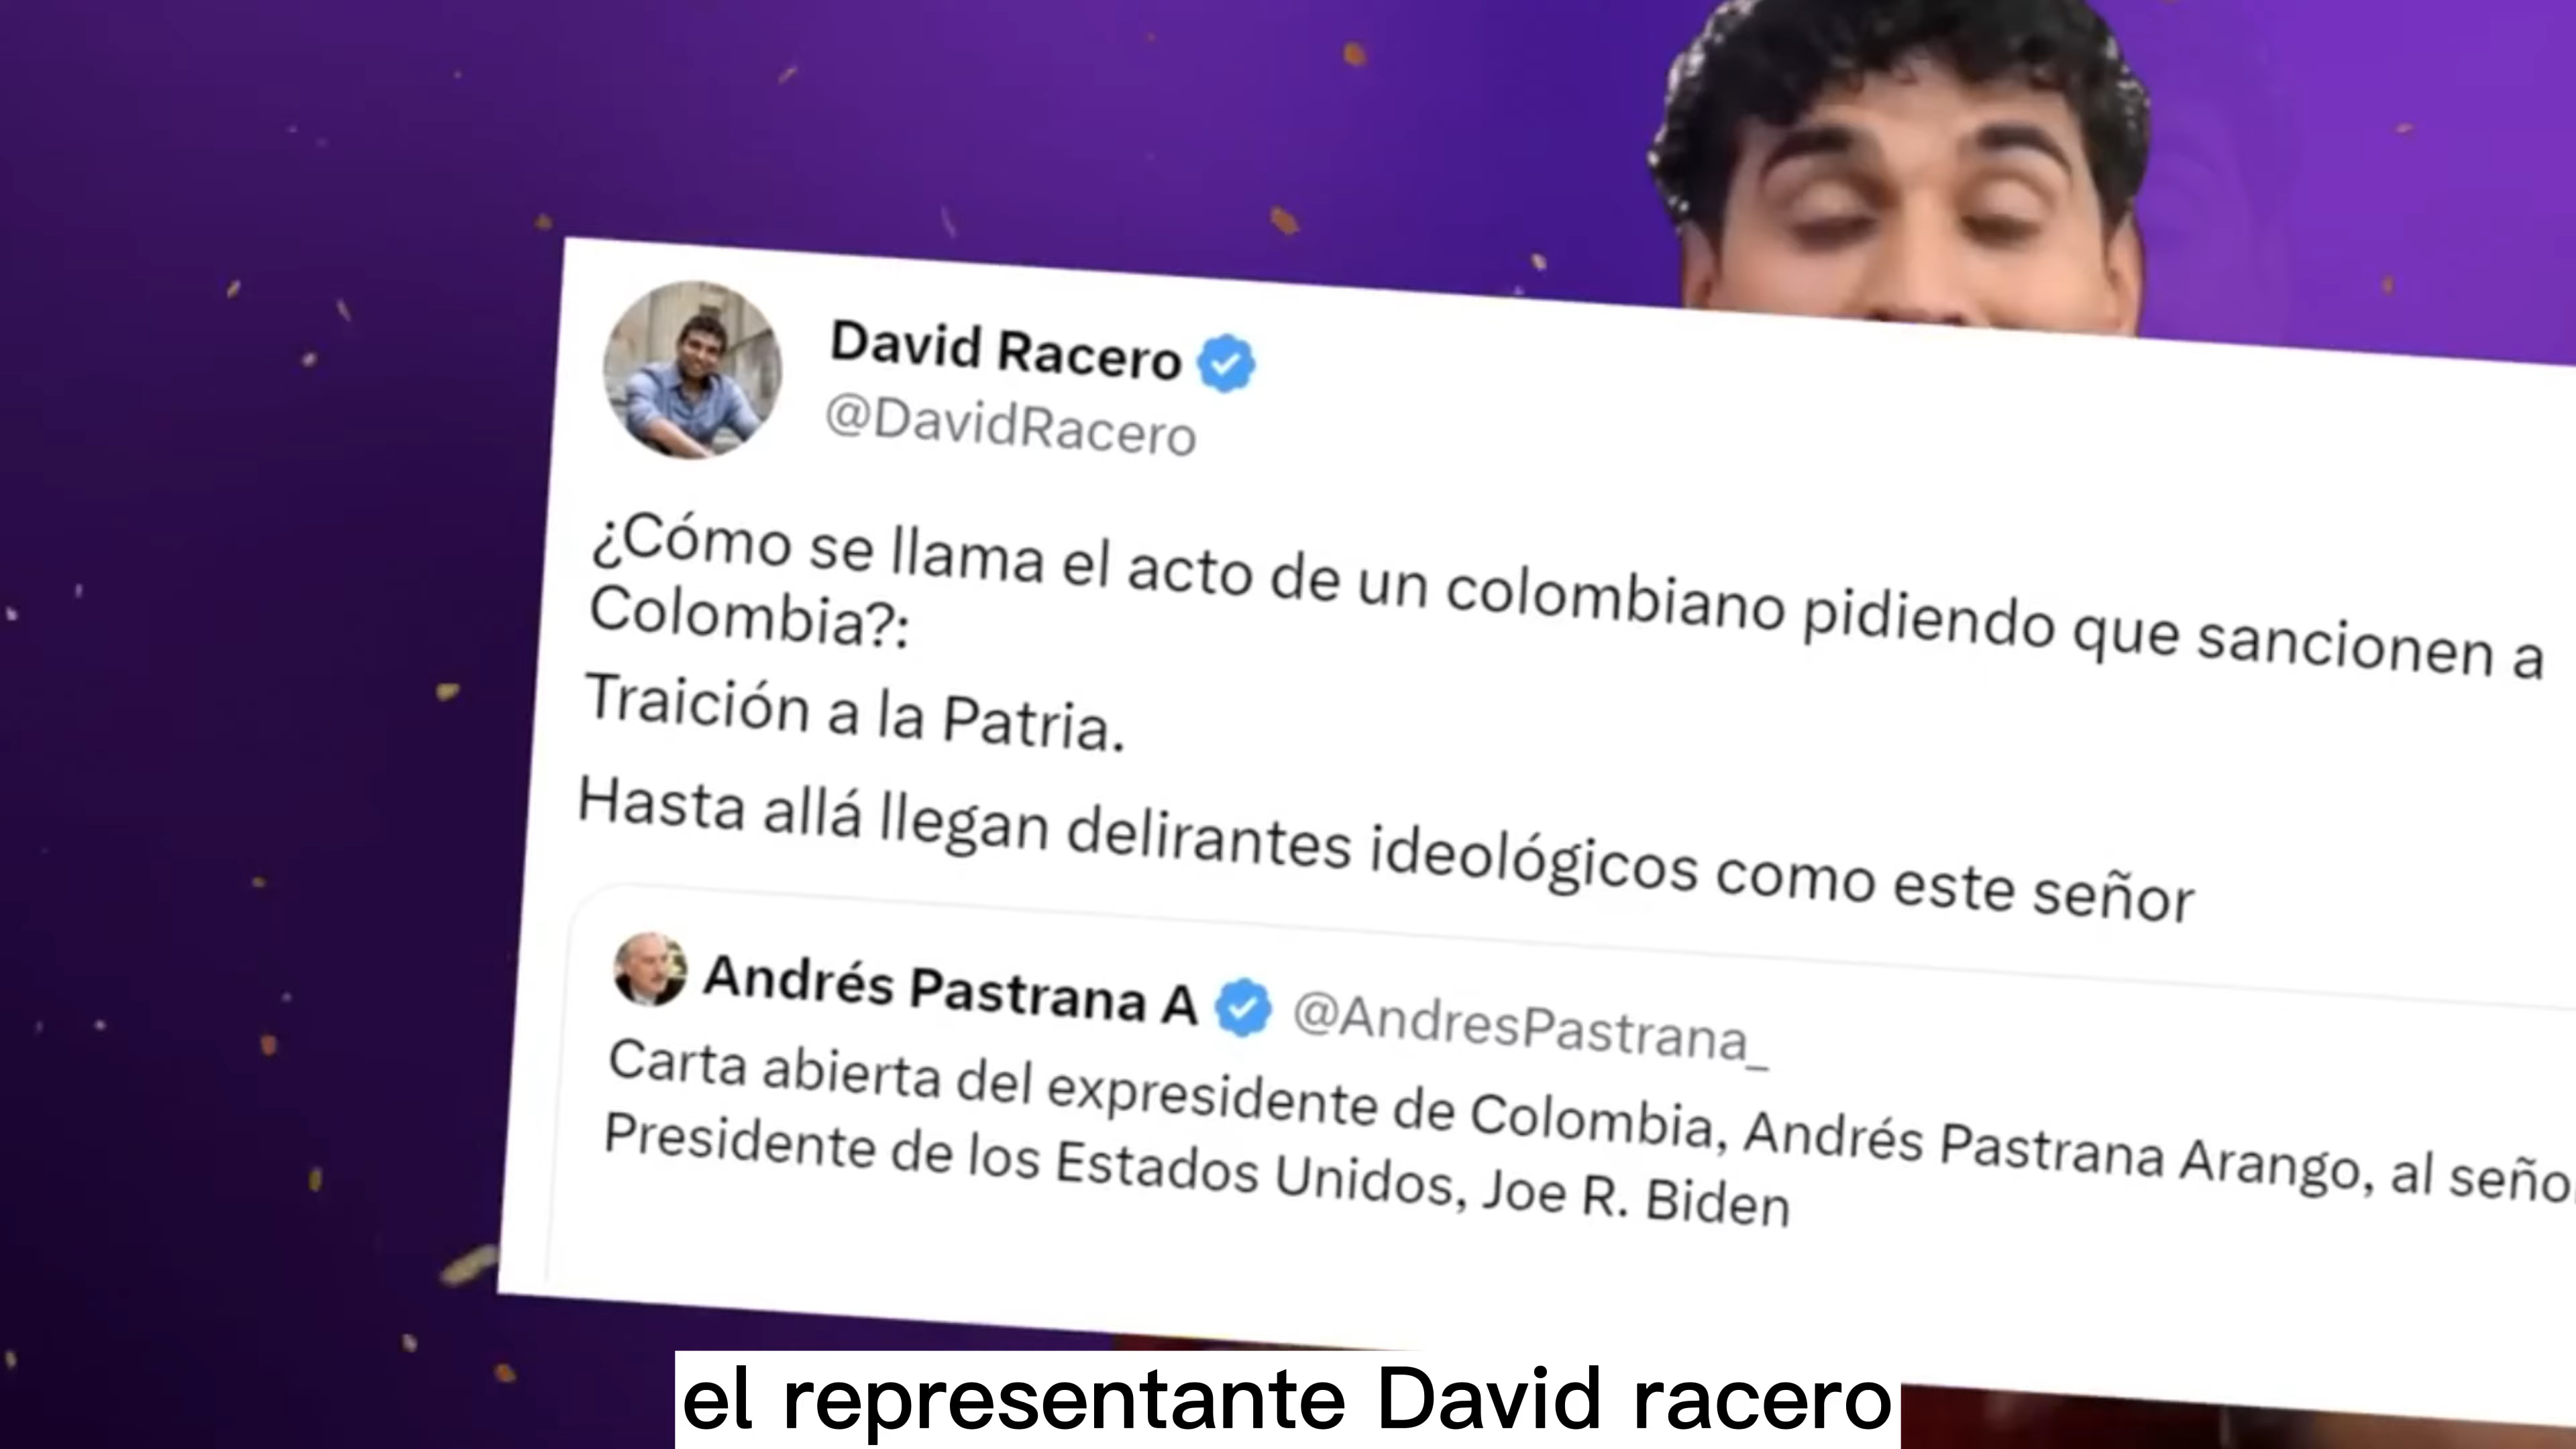 David Racero
@DavidRacero
¿Cómo se llama el acto de un colombiano pidiendo que sancionen a
Colombia?:
Traición a la Patria.
Hasta allá llegan delirantes ideológicos como este señor
Andrés Pastrana A @AndresPastrana_
Carta abierta del expresidente de Colombia, Andrés Pastrana Arango, al seño
Presidente de los Estados Unidos, Joe R. Biden
el representante David racero